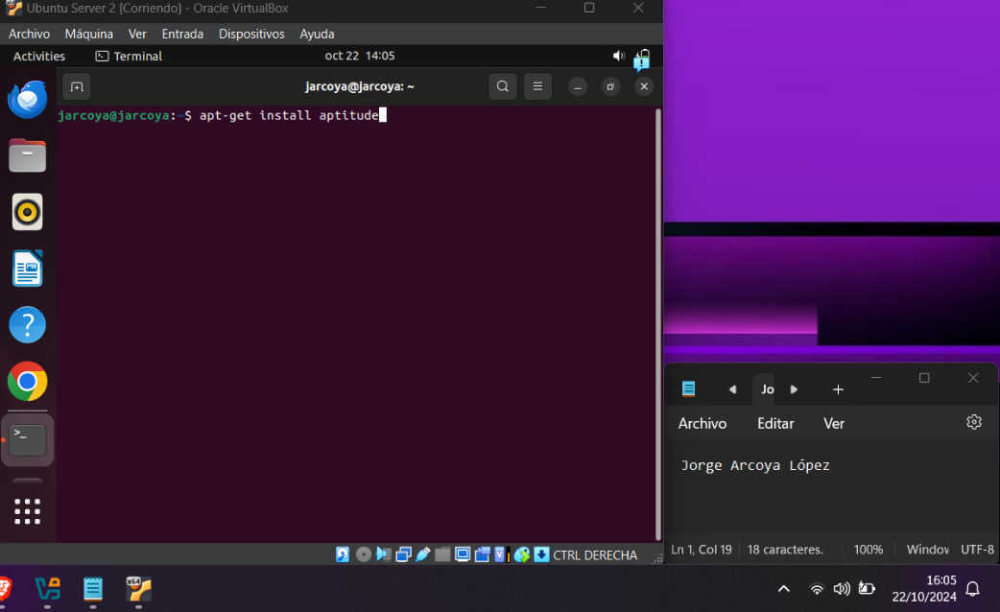 Ubuntu Server 2 [Corriendo] - Oracle VirtualBox
Archivo Máquina Ver Entrada Dispositivos Ayuda
Activities Terminal oct 22 14:05
jarcoya@jarcoya: ~
jarcoya@jarcoya:~$ apt-get install aptitude
CTRL DERECHA
Jo
Archivo Editar Ver
Jorge Arcoya López
Ln 1, Col 19 18 caracteres. 100% Window UTF-8
X64
16:05
22/10/2024